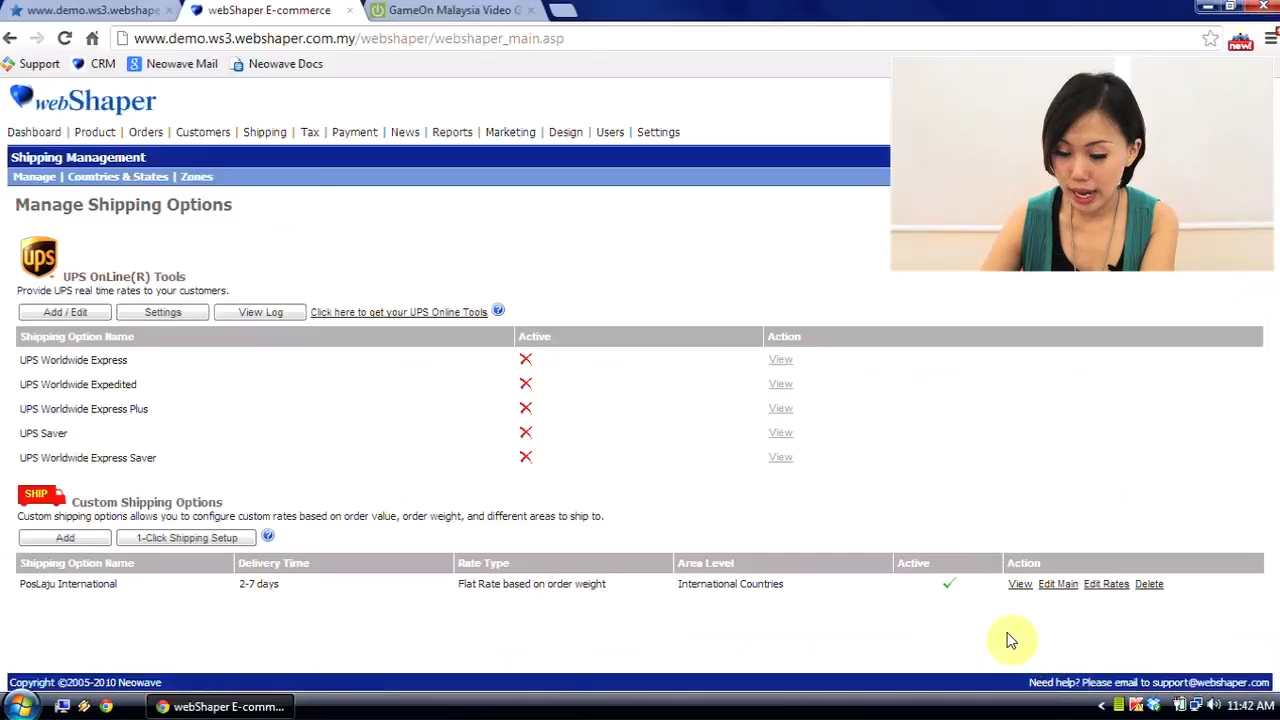 www.demo.ws3.webshape
webShaper E-commerce
GameOn Malaysia Video G
www.demo.ws3.webshaper.com.my/webshaper/webshaper_main.asp
new!
Support CRM Neowave Mail Neowave Docs
webShaper
Dashboard | Product | Orders | Customers | Shipping | Tax | Payment | News | Reports | Marketing | Design | Users | Settings
Shipping Management
Manage | Countries & States | Zones
Manage Shipping Options
ups UPS OnLine(R) Tools
Provide UPS real time rates to your customers.
Add / Edit Settings View Log Click here to get your UPS Online Tools ?
Shipping Option Name Active Action
UPS Worldwide Express View
UPS Worldwide Expedited View
UPS Worldwide Express Plus View
UPS Saver View
UPS Worldwide Express Saver View
SHIP Custom Shipping Options
Custom shipping options allows you to configure custom rates based on order value, order weight, and different areas to ship to.
Add 1-Click Shipping Setup ?
Shipping Option Name Delivery Time Rate Type Area Level Active Action
PosLaju International 2-7 days Flat Rate based on order weight International Countries View Edit Main Edit Rates Delete
Copyright ©2005-2010 Neowave Need help? Please email to support@webshaper.com
webShaper E-comm... 11:42 AM